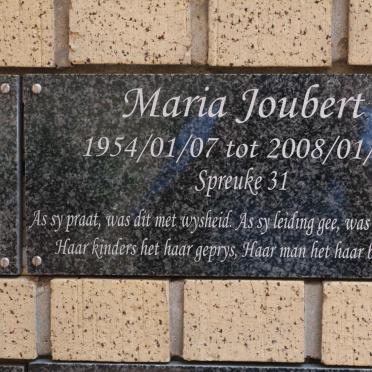 Maria Joubert
1954/01/07 tot 2008/01/
Spreuke 31
As sy praat, was dit met wysheid. As sy leiding gee, was
Haar kinders het haar geprys, Haar man het haar